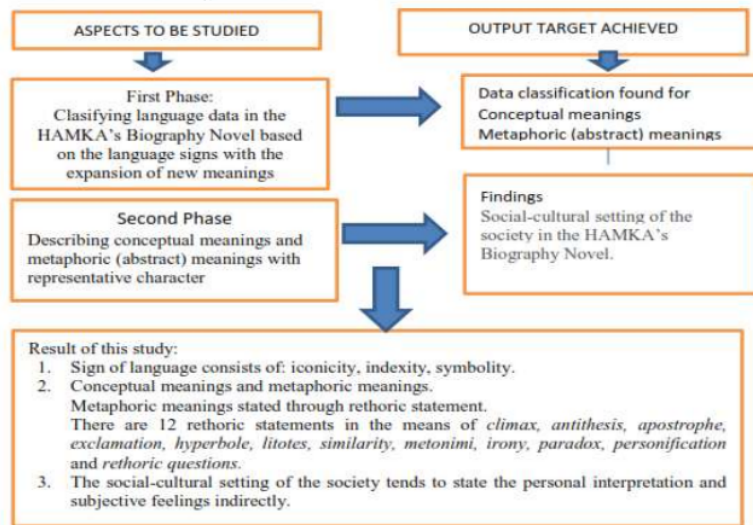 ASPECTS TO BE STUDIED
OUTPUT TARGET ACHIEVED
First Phase:
Clasifying language data in the
HAMKA's Biography Novel based
on the language signs with the
expansion of new meanings
Data classification found for
Conceptual meanings
Metaphoric (abstract) meanings
Second Phase
Describing conceptual meanings and
metaphoric (abstract) meanings with
representative character
Findings
Social-cultural setting of the
society in the HAMKA's
Biography Novel.
Result of this study:
1. Sign of language consists of: iconicity, indexity, symbolity.
2. Conceptual meanings and metaphoric meanings.
Metaphoric meanings stated through rethoric statement.
There are 12 rethoric statements in the means of climax, antithesis, apostrophe,
exclamation, hyperbole, litotes, similarity, metonimi, irony, paradox, personification
and rethoric questions.
3. The social-cultural setting of the society tends to state the personal interpretation and
subjective feelings indirectly.